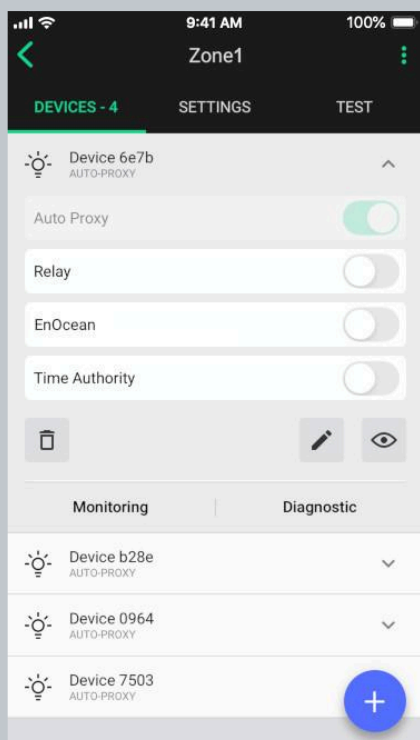 9:41 AM
100%
Zone1
DEVICES - 4
SETTINGS
TEST
Device 6e7b
AUTO-PROXY
Auto Proxy
Relay
EnOcean
Time Authority
Monitoring
Diagnostic
Device b28e
AUTO-PROXY
Device 0964
AUTO-PROXY
Device 7503
AUTO-PROXY